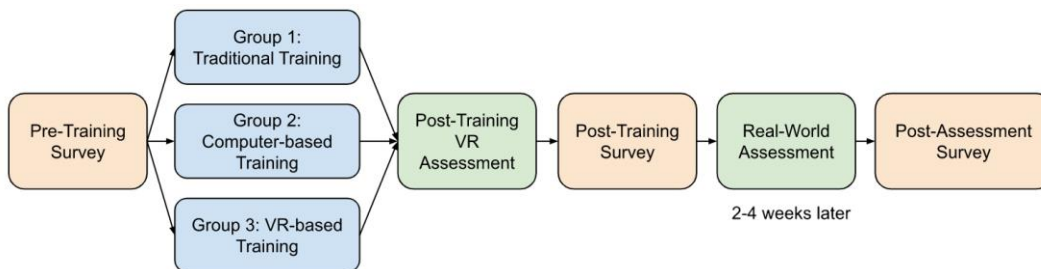 Pre-Training
Survey
Group 1:
Traditional Training
Group 2:
Computer-based
Training
Group 3: VR-based
Training
Post-Training
VR
Assessment
Post-Training
Survey
Real-World
Assessment
2-4 weeks later
Post-Assessment
Survey